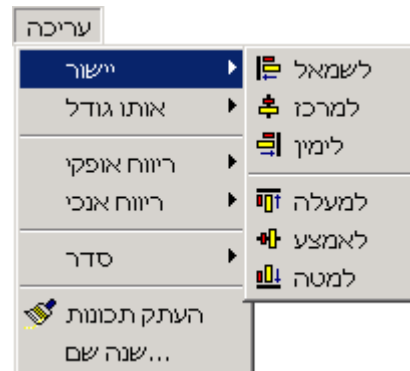 עריכה
יישור
אותו גודל
ריווח אופקי
ריווח אנכי
סדר
העתק תכונות
שנה שם...
לשמאל
למרכז
לימין
למעלה
לאמצע
למטה